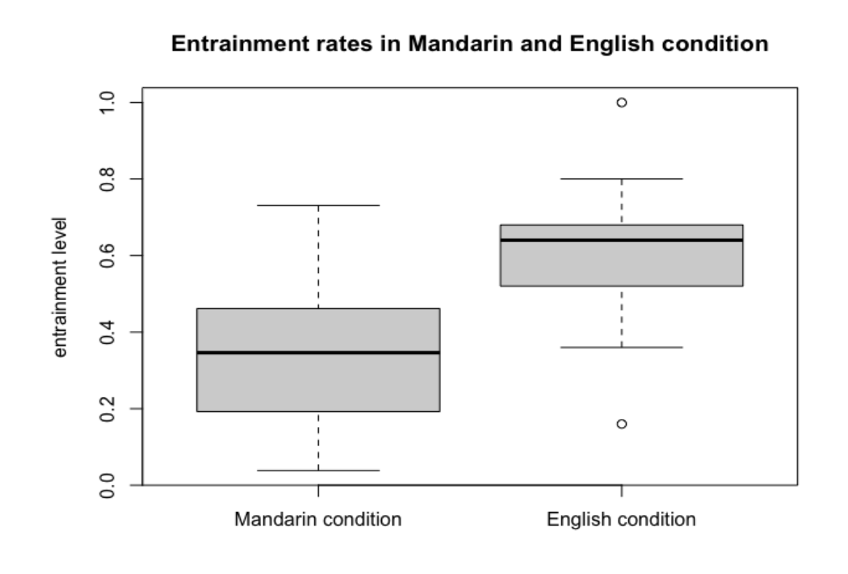 Entrainment rates in Mandarin and English condition
entrainment level
1.0
0.8
0.6
0.4
0.2
0.0
Mandarin condition
English condition